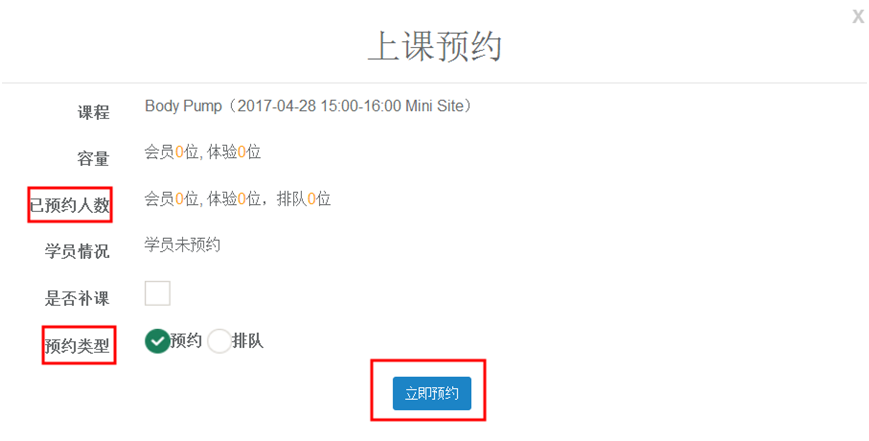 X
上课预约
课程 Body Pump（2017-04-28 15:00-16:00 Mini Site）
容量 会员0位, 体验0位
已预约人数 会员0位, 体验0位，排队0位
学员情况 学员未预约
是否补课
预约类型 预约 排队
立即预约